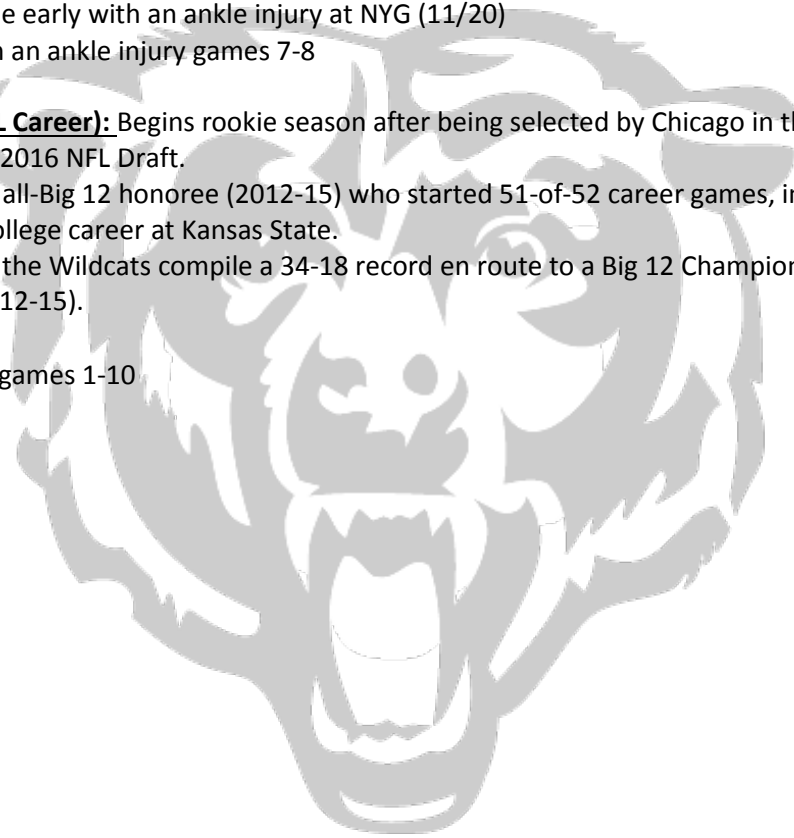 e early with an ankle injury at NYG (11/20)
n an ankle injury games 7-8
L Career): Begins rookie season after being selected by Chicago in th
2016 NFL Draft.
all-Big 12 honoree (2012-15) who started 51-of-52 career games, in
ollege career at Kansas State.
the Wildcats compile a 34-18 record en route to a Big 12 Champion
12-15).
games 1-10